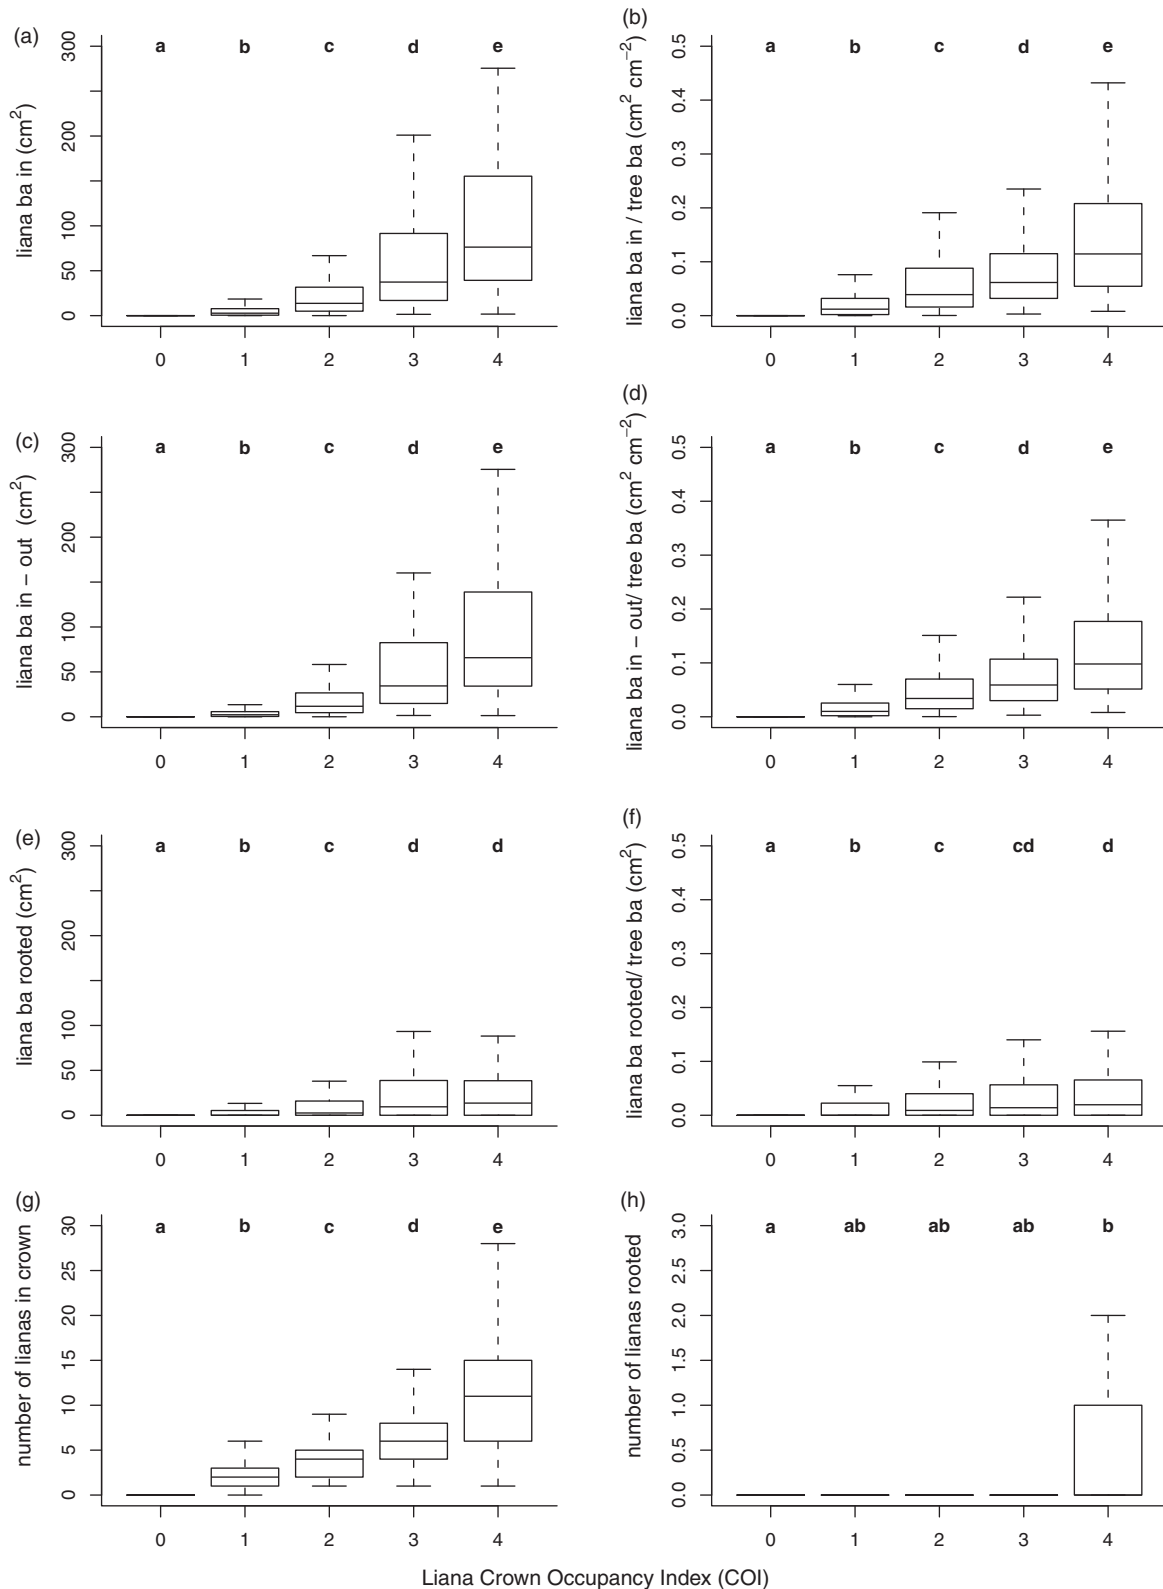 (a)
liana ba in (cm²)
300
200
100
50
0
a b c d e
0 1 2 3 4
(b)
liana ba in / tree ba (cm² cm⁻²)
0.5
0.4
0.3
0.2
0.1
0.0
a b c d e
0 1 2 3 4
(c)
liana ba in – out (cm²)
300
200
100
50
0
a b c d e
0 1 2 3 4
(d)
liana ba in – out/ tree ba (cm² cm⁻²)
0.5
0.4
0.3
0.2
0.1
0.0
a b c d e
0 1 2 3 4
(e)
liana ba rooted (cm²)
300
200
100
50
0
a b c d d
0 1 2 3 4
(f)
liana ba rooted/ tree ba (cm²)
0.5
0.4
0.3
0.2
0.1
0.0
a b c cd d
0 1 2 3 4
(g)
number of lianas in crown
30
25
20
15
10
5
0
a b c d e
0 1 2 3 4
(h)
number of lianas rooted
3.0
2.5
2.0
1.5
1.0
0.5
0.0
a ab ab ab b
0 1 2 3 4
Liana Crown Occupancy Index (COI)